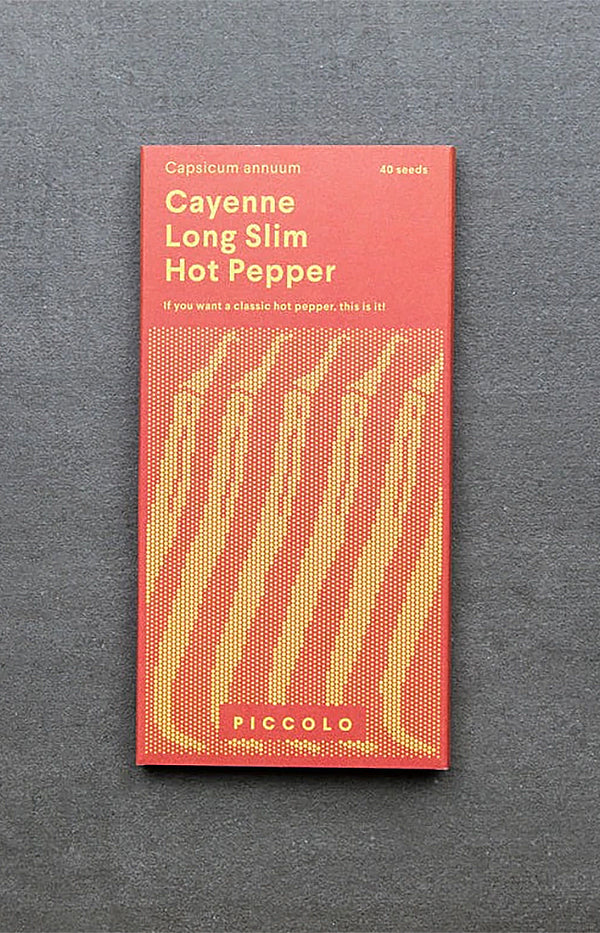 Capsicum annuum
40 seeds
Cayenne
Long Slim
Hot Pepper
If you want a classic hot pepper, this is it!
PICCOLO